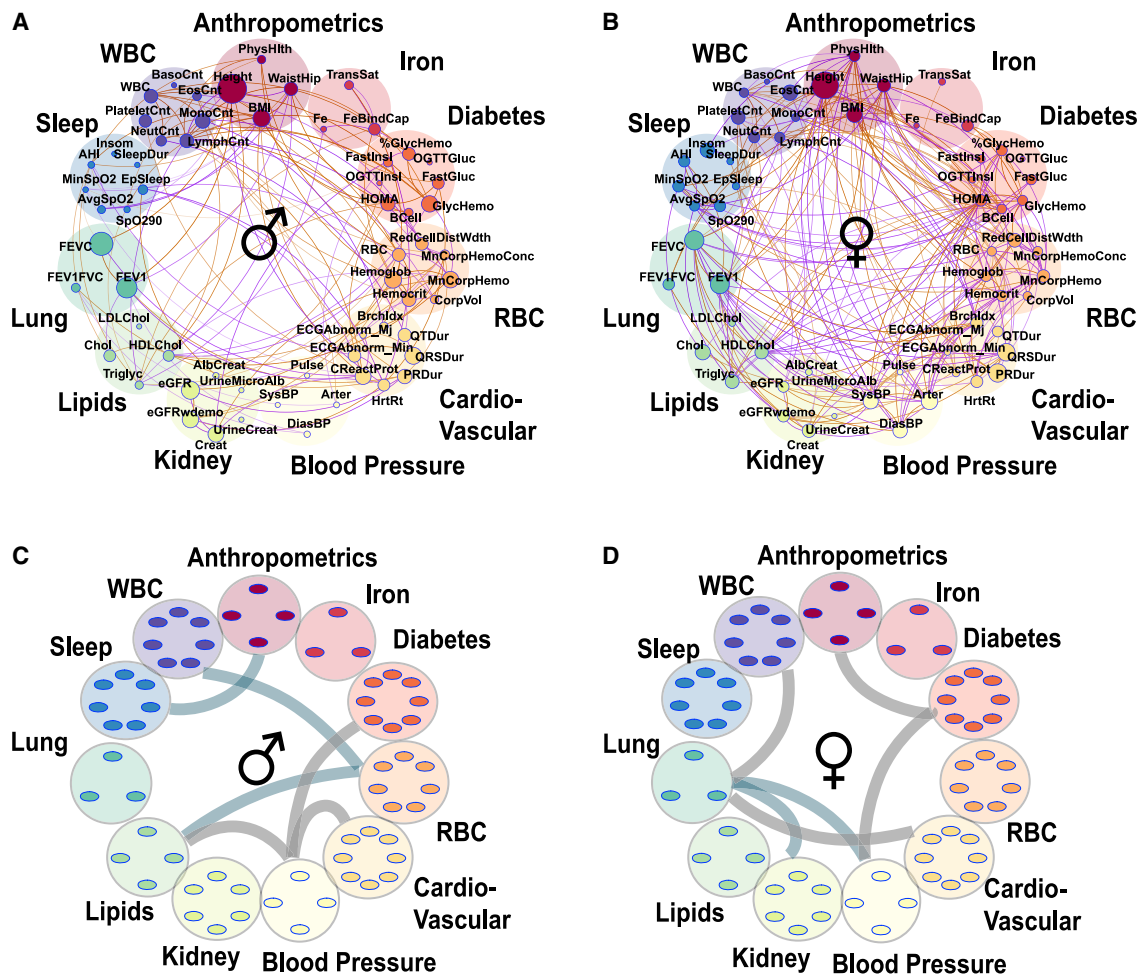 A
Anthropometrics
WBC
Iron
Diabetes
Sleep
Lung
RBC
Lipids
Cardio-
Vascular
Kidney
Blood Pressure
PhysHlth
Height
WaistHip
BMI
BasoCnt
WBC
EosCnt
PlateletCnt
MonoCnt
NeutCnt
LymphCnt
TransSat
Fe
FeBindCap
%GlycHemo
FastInsl
OGTTGluc
OGTTInsl
FastGluc
HOMA
GlycHemo
BCell
Insom
AHI
SleepDur
MinSpO2
EpSleep
AvgSpO2
SpO290
FEVC
FEV1FVC
FEV1
RedCellDistWdth
RBC
MnCorpHemoConc
Hemoglob
MnCorpHemo
Hemocrit
CorpVol
LDLChol
Chol
HDLChol
Triglyc
BrchIdx
ECGAbnorm_Mj
QTDur
ECGAbnorm_Min
QRSDur
Pulse
CReactProt
PRDur
HrtRt
AlbCreat
eGFR
UrineMicroAlb
eGFRwdemo
UrineCreat
Creat
SysBP
Arter
DiasBP
♂
B
Anthropometrics
WBC
Iron
Diabetes
Sleep
Lung
RBC
Lipids
Cardio-
Vascular
Kidney
Blood Pressure
PhysHlth
Height
WaistHip
BMI
BasoCnt
WBC
EosCnt
PlateletCnt
MonoCnt
NeutCnt
LymphCnt
TransSat
Fe
FeBindCap
%GlycHemo
FastInsl
OGTTGluc
OGTTInsl
FastGluc
HOMA
GlycHemo
BCell
Insom
AHI
SleepDur
MinSpO2
EpSleep
AvgSpO2
SpO290
FEVC
FEV1FVC
FEV1
RedCellDistWdth
RBC
MnCorpHemoConc
Hemoglob
MnCorpHemo
Hemocrit
CorpVol
LDLChol
Chol
HDLChol
Triglyc
BrchIdx
ECGAbnorm_Mj
QTDur
ECGAbnorm_Min
QRSDur
Pulse
CReactProt
PRDur
HrtRt
AlbCreat
eGFR
UrineMicroAlb
eGFRwdemo
UrineCreat
Creat
SysBP
Arter
DiasBP
♀
C
Anthropometrics
WBC
Iron
Sleep
Diabetes
Lung
♂
RBC
Lipids
Cardio-
Vascular
Kidney
Blood Pressure
D
Anthropometrics
WBC
Iron
Sleep
Diabetes
Lung
♀
RBC
Lipids
Cardio-
Vascular
Kidney
Blood Pressure